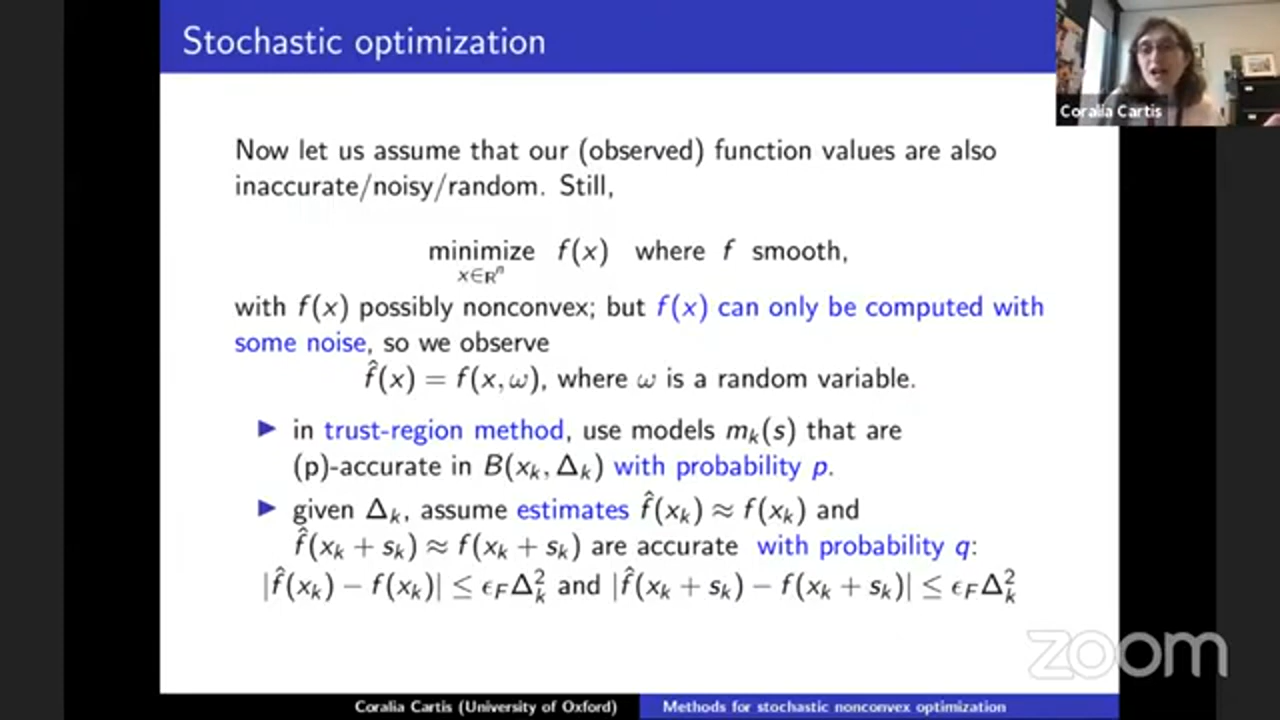 Stochastic optimization
Coralia Cartis
Now let us assume that our (observed) function values are also
inaccurate/noisy/random. Still,
minimize f(x) where f smooth,
x∈ℝⁿ
with f(x) possibly nonconvex; but f(x) can only be computed with
some noise, so we observe
f̂(x) = f(x, ω), where ω is a random variable.
▶ in trust-region method, use models mₖ(s) that are
(p)-accurate in B(xₖ, Δₖ) with probability p.
▶ given Δₖ, assume estimates f̂(xₖ) ≈ f(xₖ) and
f̂(xₖ + sₖ) ≈ f(xₖ + sₖ) are accurate with probability q:
|f̂(xₖ) − f(xₖ)| ≤ ϵ_F Δₖ² and |f̂(xₖ + sₖ) − f(xₖ + sₖ)| ≤ ϵ_F Δₖ²
zoom
Coralia Cartis (University of Oxford)
Methods for stochastic nonconvex optimization